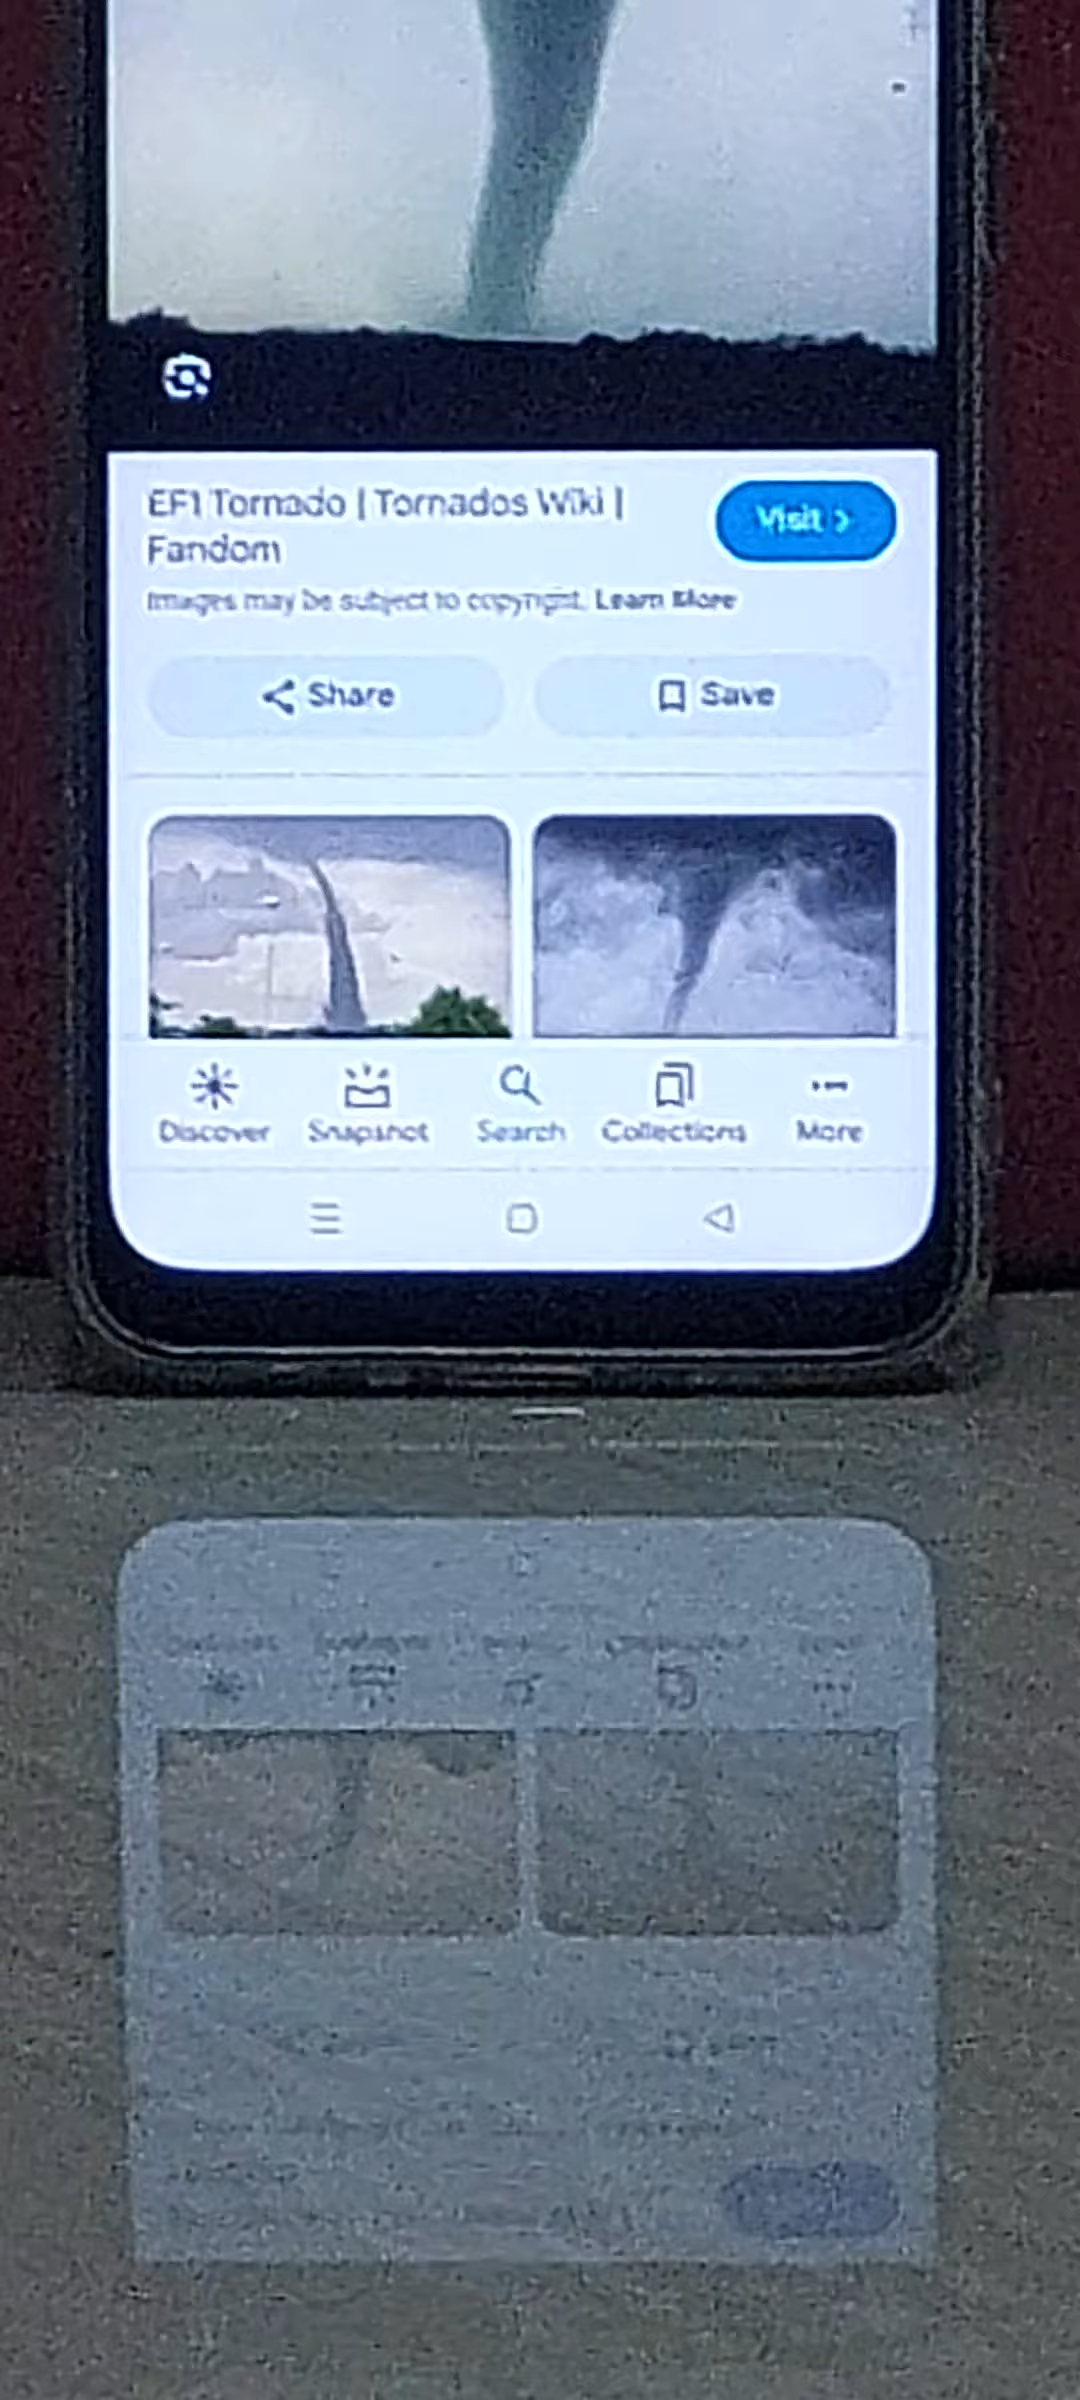 EF1 Tornado | Tornados Wiki |
Fandom
Visit >
Images may be subject to copyright. Learn More
Share
Save
Discover
Snapshot
Search
Collections
More